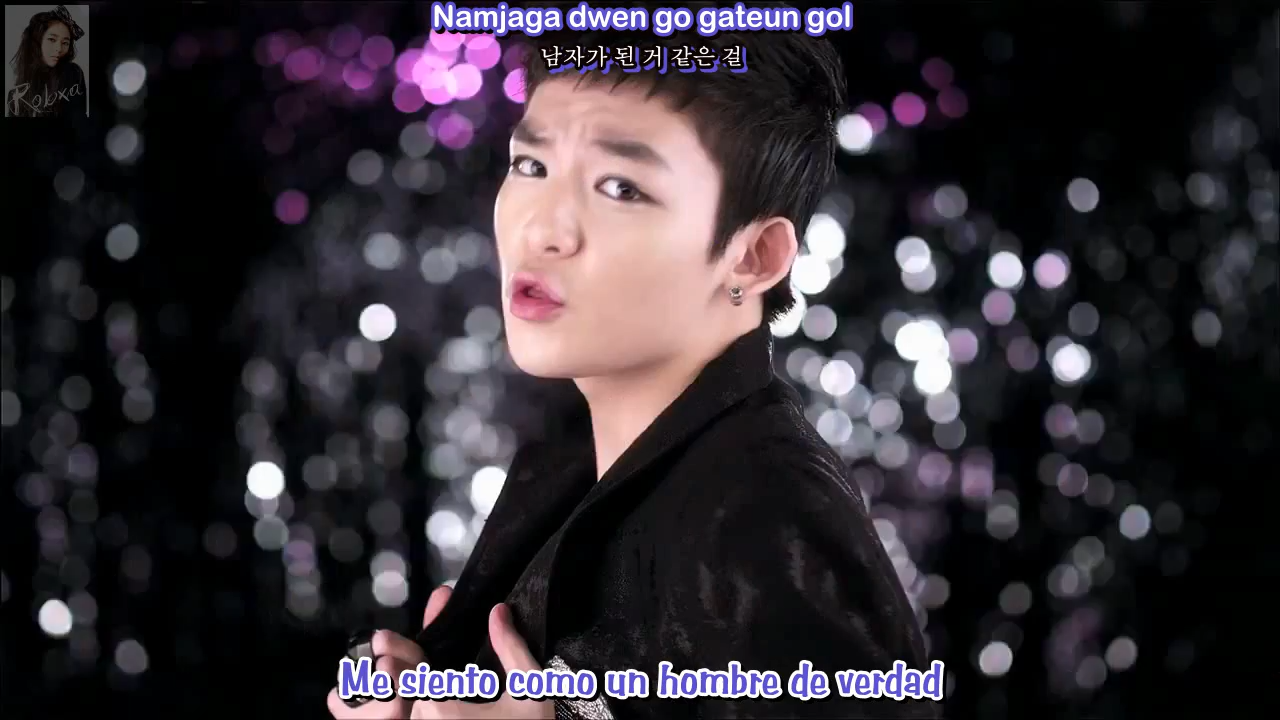 Namjaga dwen go gateun gol
남자가 된 거 같은 걸
Robxa
Me siento como un hombre de verdad